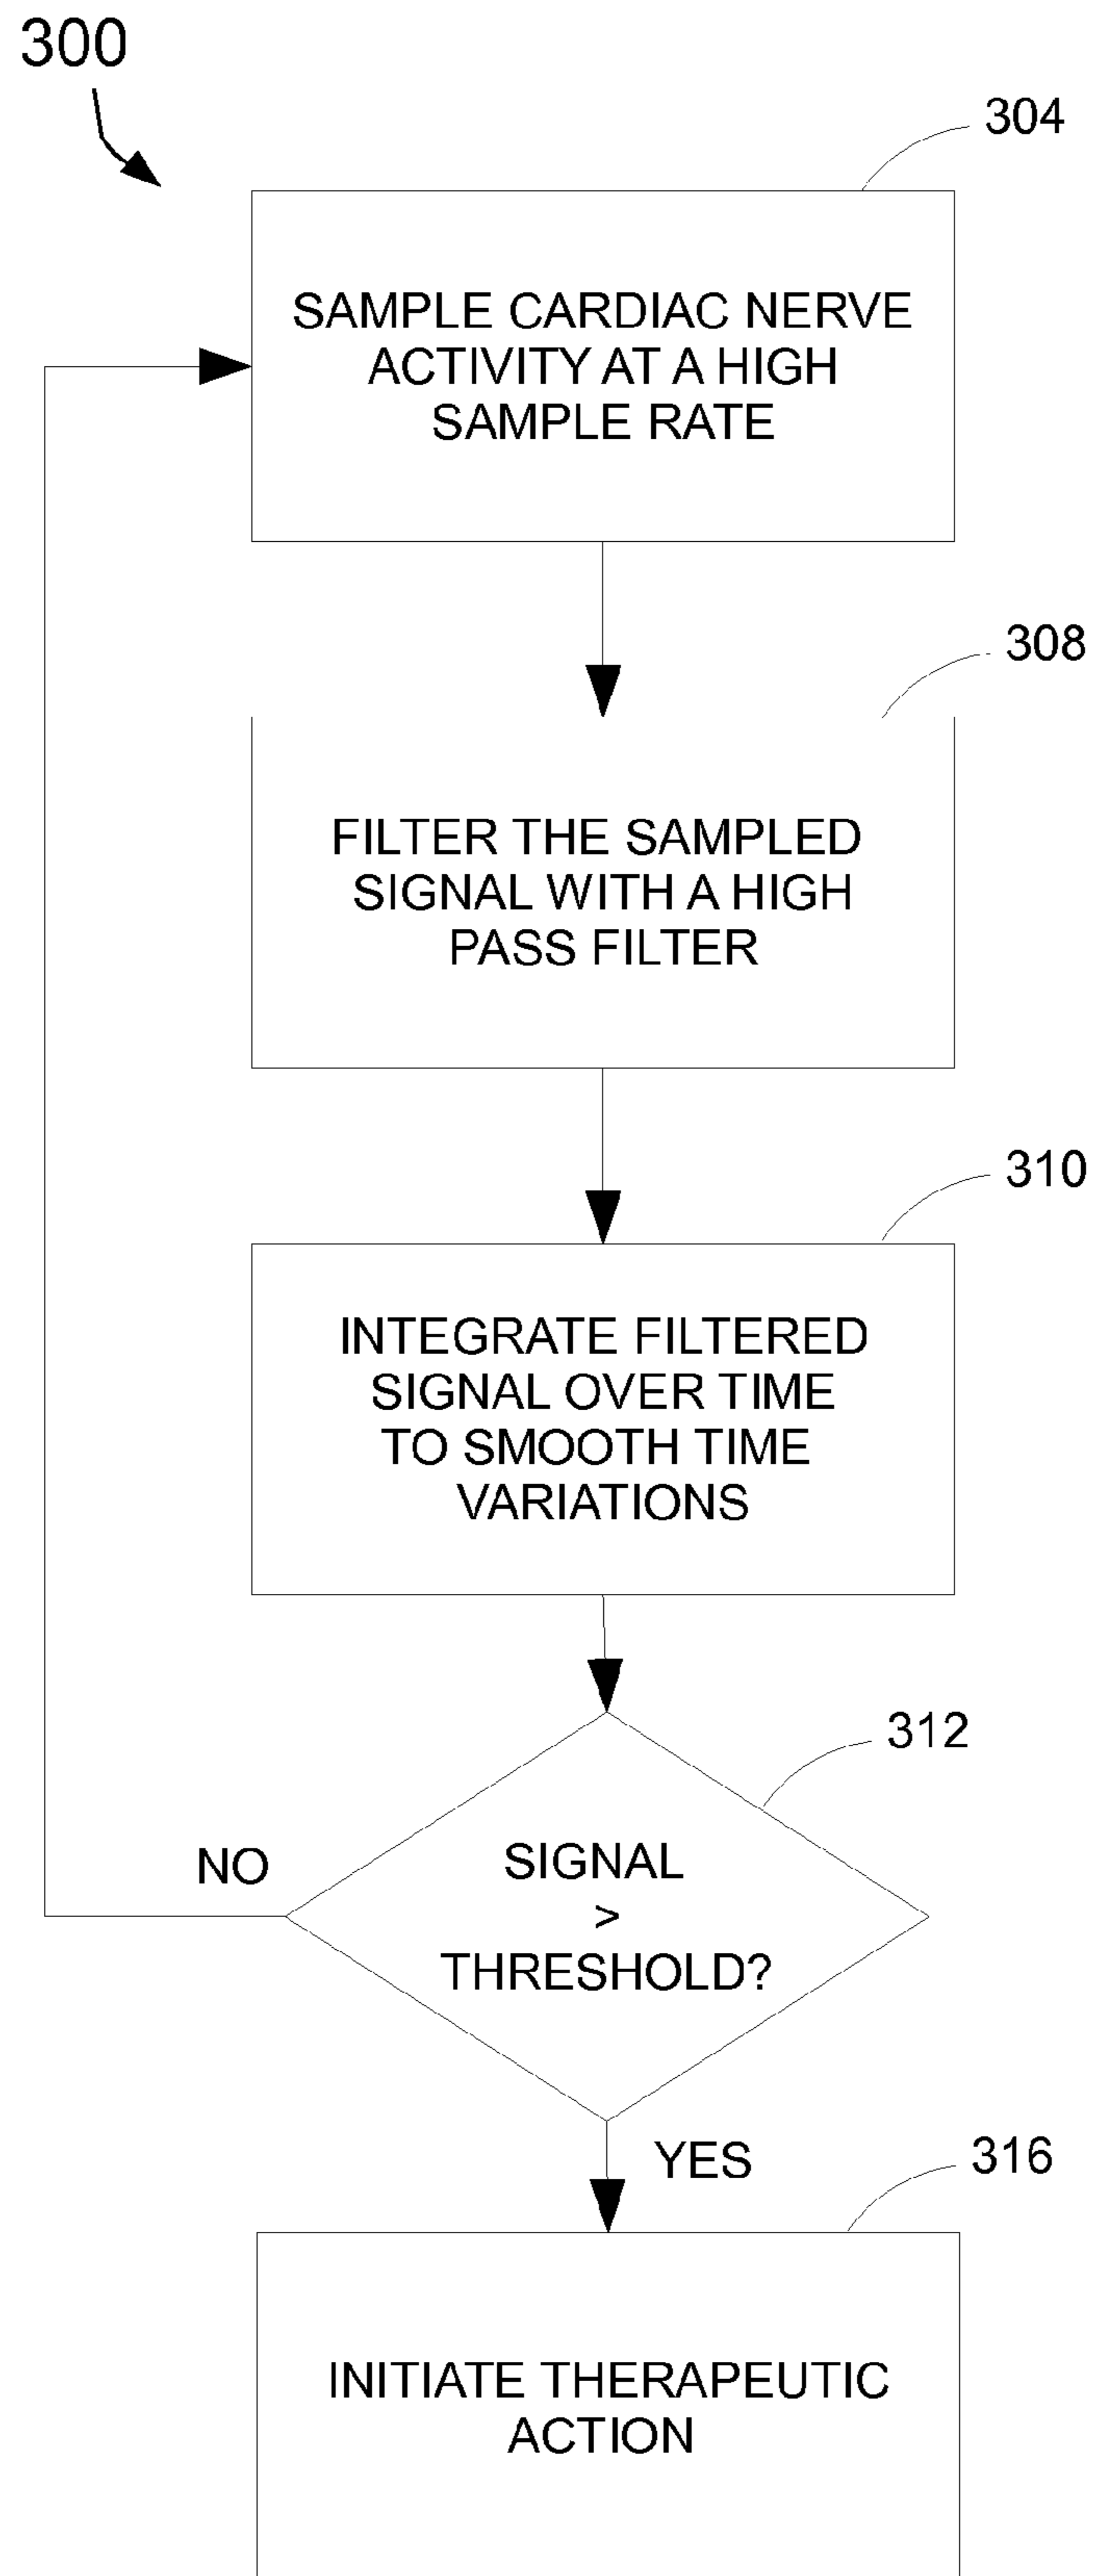 300
304
SAMPLE CARDIAC NERVE
ACTIVITY AT A HIGH
SAMPLE RATE
308
FILTER THE SAMPLED
SIGNAL WITH A HIGH
PASS FILTER
310
INTEGRATE FILTERED
SIGNAL OVER TIME
TO SMOOTH TIME
VARIATIONS
312
SIGNAL
>
THRESHOLD?
NO
YES
316
INITIATE THERAPEUTIC
ACTION